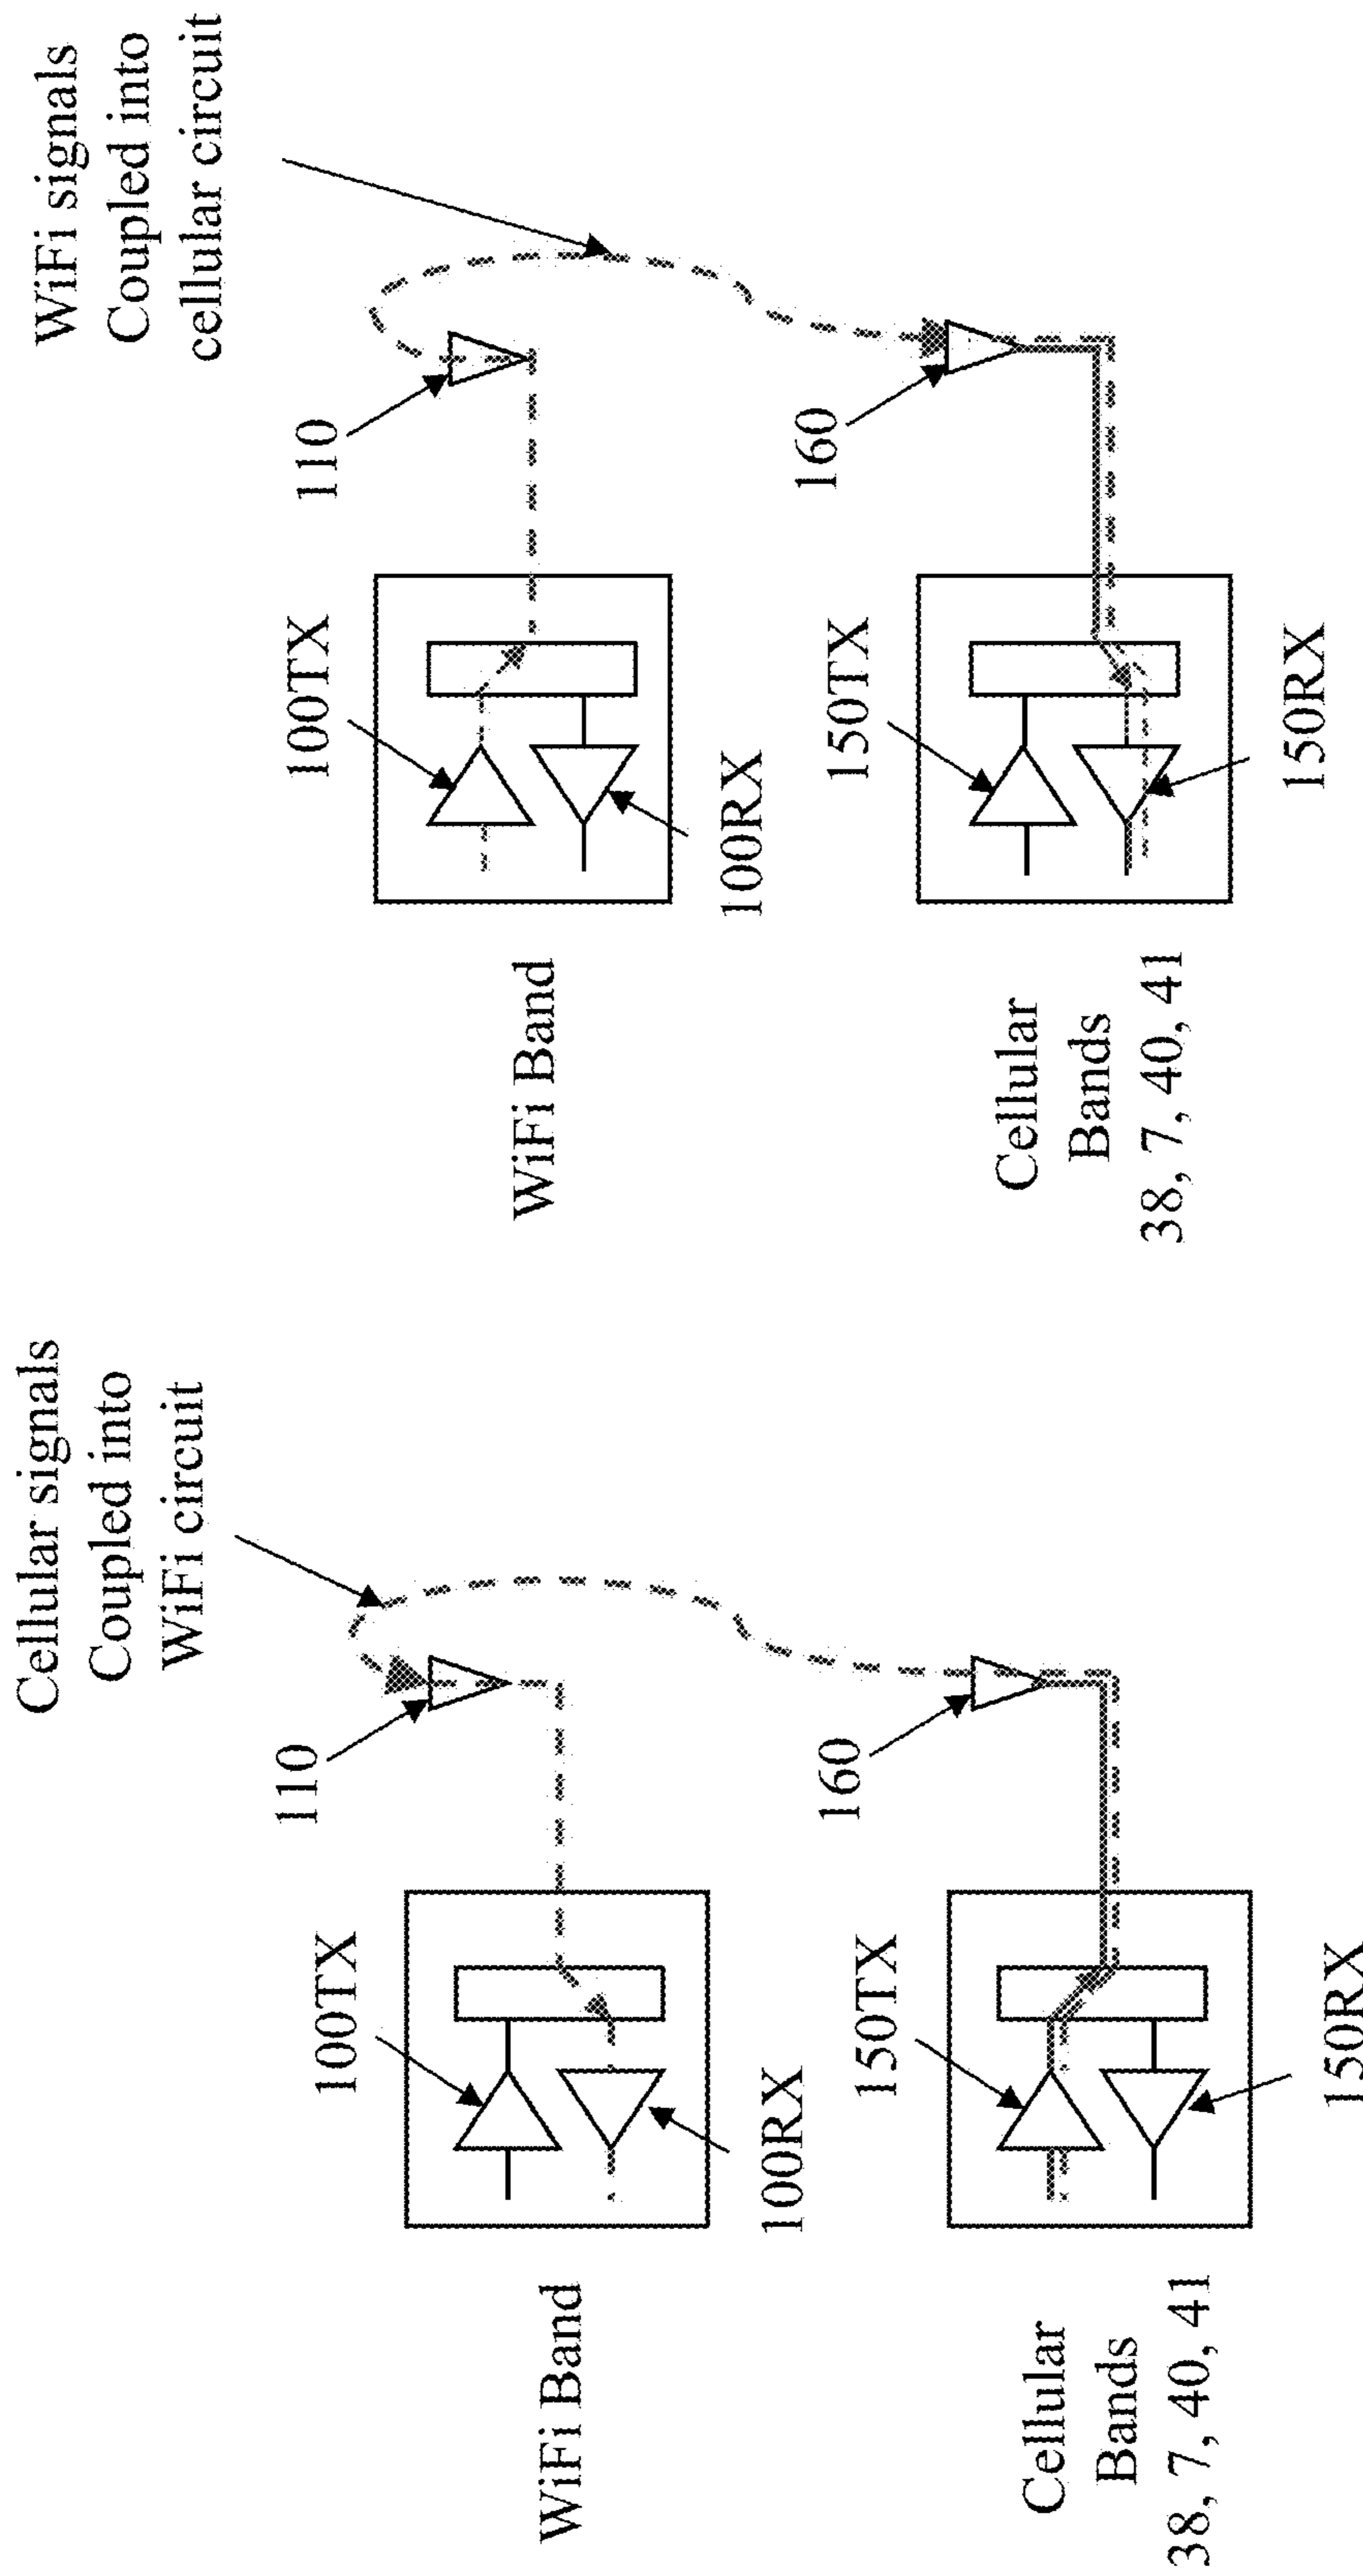 Cellular signals
Coupled into
WiFi circuit
110
100TX
100RX
WiFi Band
160
150TX
150RX
Cellular
Bands
38, 7, 40, 41
WiFi signals
Coupled into
cellular circuit
110
100TX
100RX
WiFi Band
160
150TX
150RX
Cellular
Bands
38, 7, 40, 41